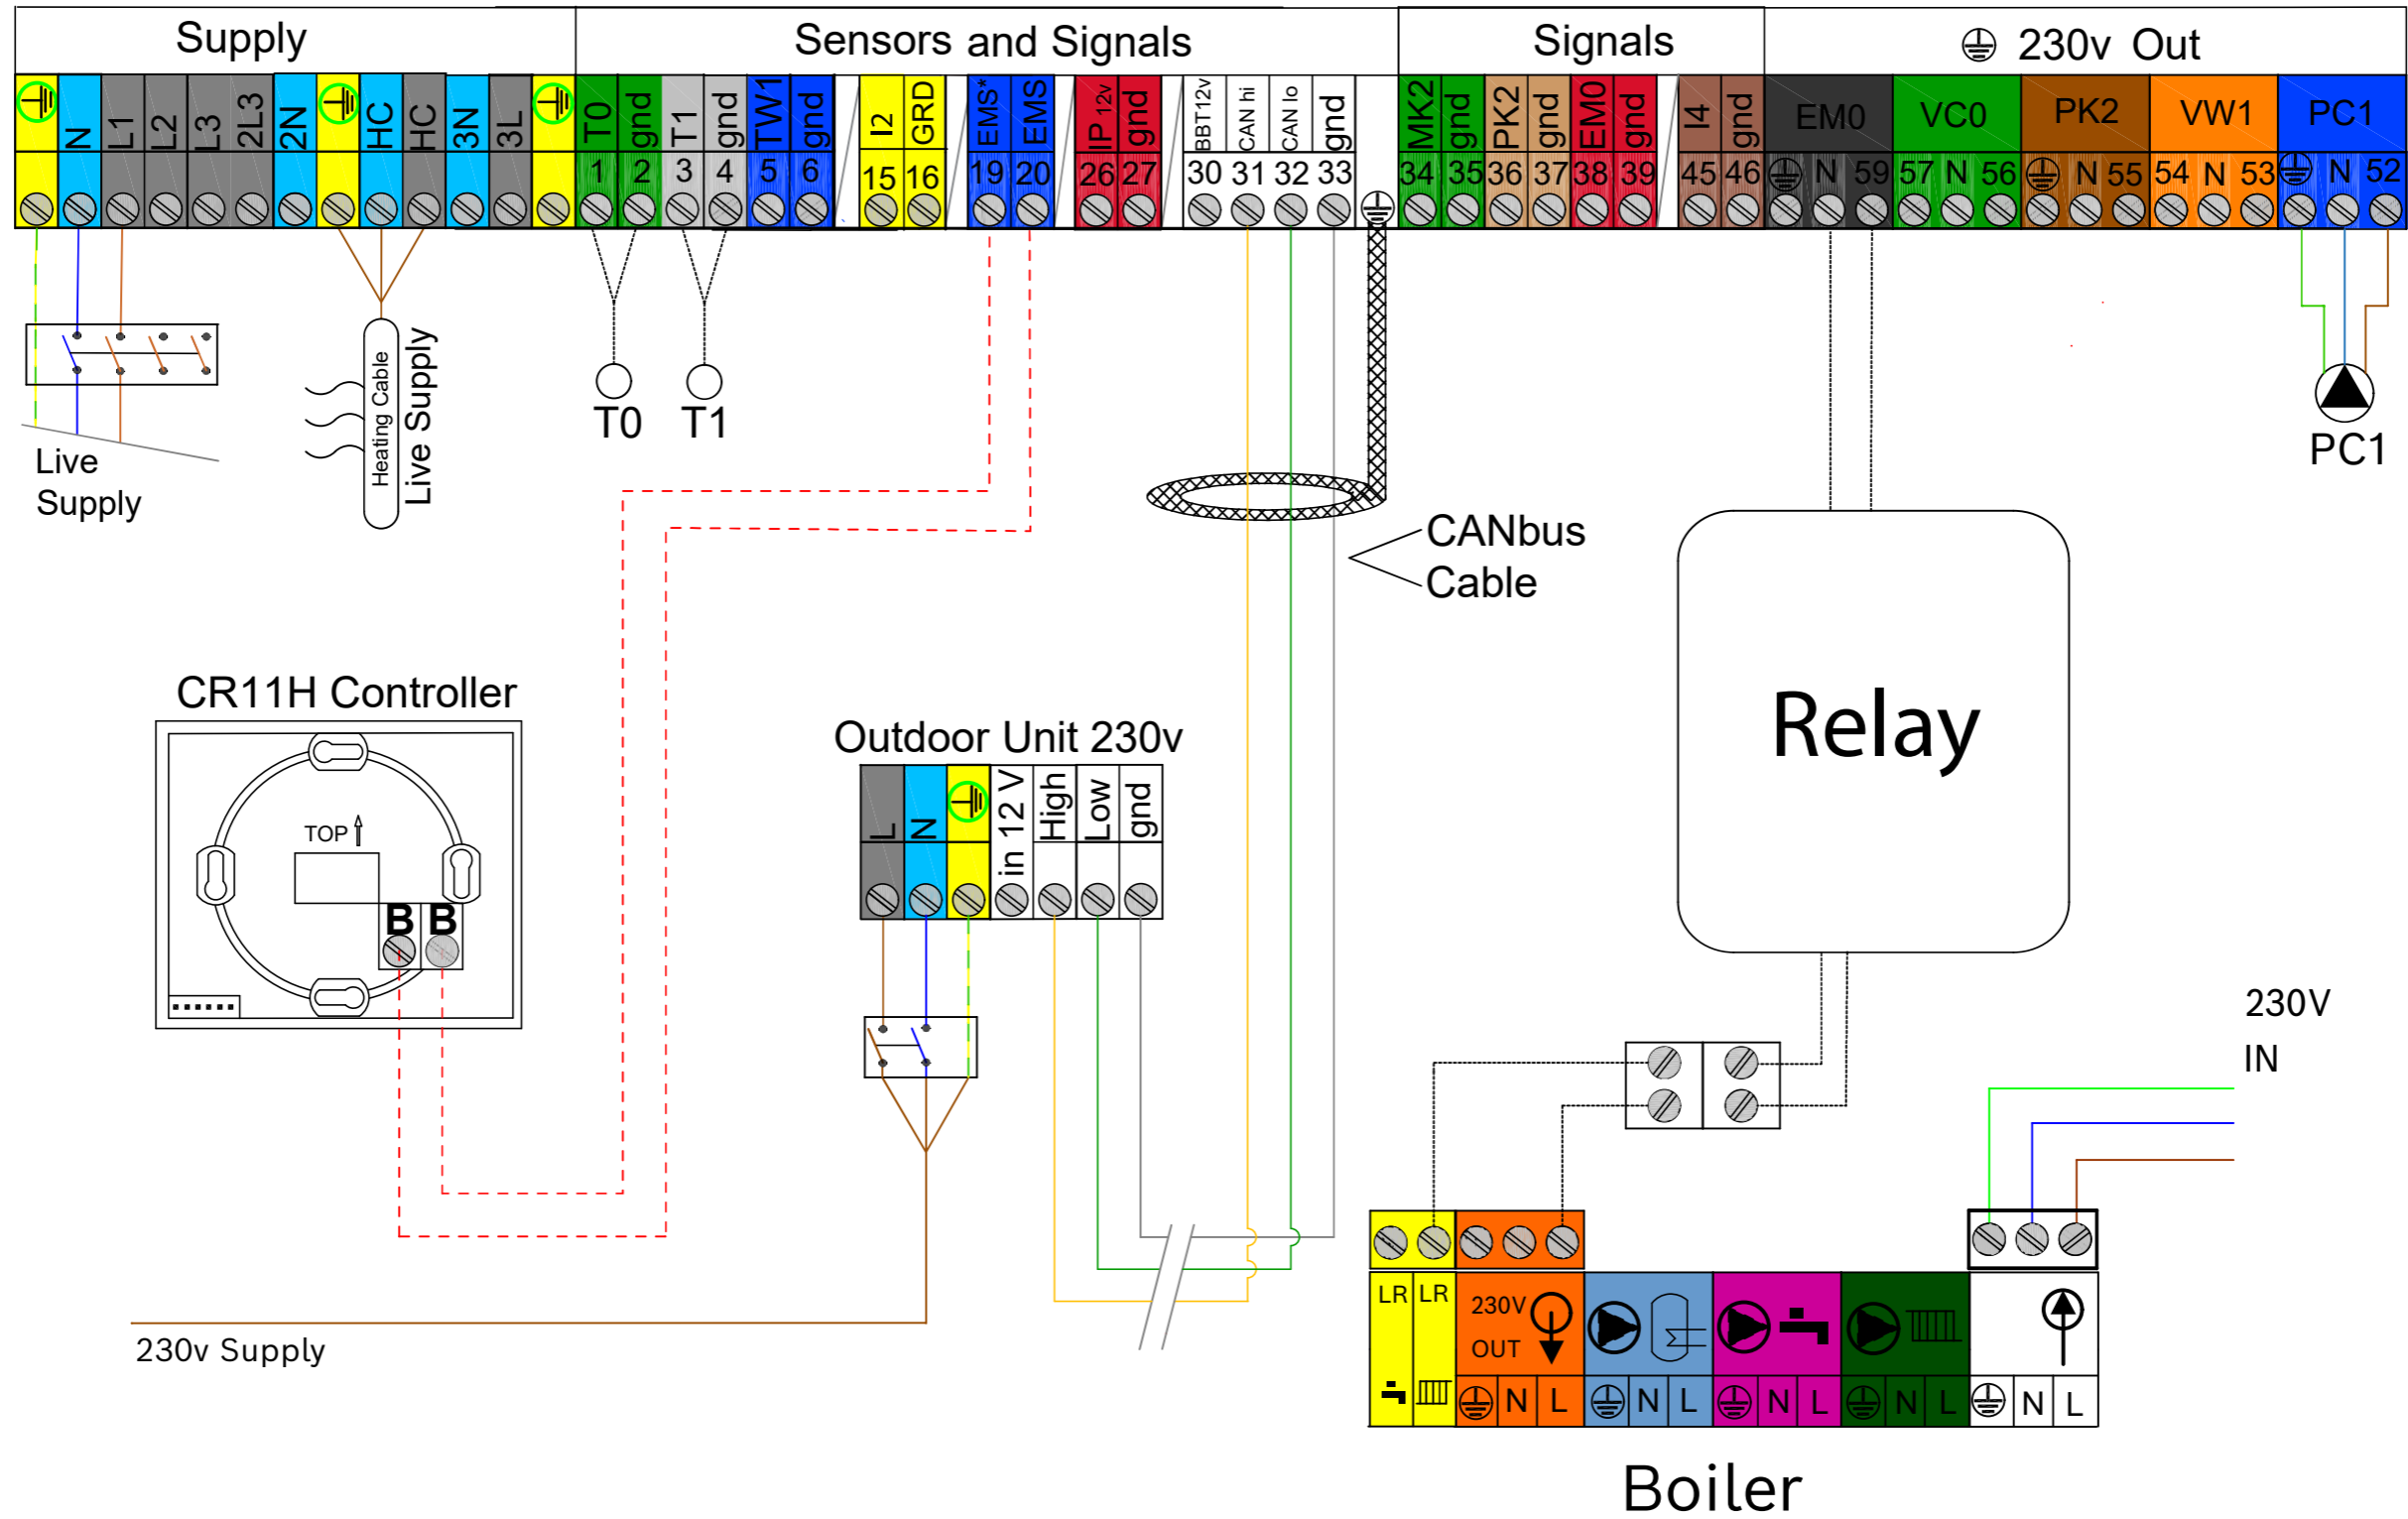 Supply
Sensors and Signals
Signals
230v Out
N
L1
L2
L3
2L3
2N
HC
HC
3N
3L
T0
gnd
T1
gnd
TW1
gnd
I2
GRD
EMS*
EMS
IP 12v
gnd
BBT12v
CAN hi
CAN lo
gnd
MK2
gnd
PK2
gnd
EM0
gnd
I4
gnd
EM0
VC0
PK2
VW1
PC1
1 2 3 4 5 6 15 16 19 20 26 27 30 31 32 33 34 35 36 37 38 39 45 46 N 59 57 N 56 N 55 54 N 53 N 52
Live
Supply
Heating Cable
Live Supply
T0
T1
PC1
CANbus
Cable
Relay
CR11H Controller
TOP
B B
Outdoor Unit 230v
L
N
in 12 V
High
Low
gnd
230V
IN
230v Supply
LR LR
230V
OUT
N L N L N L N L N L
Boiler